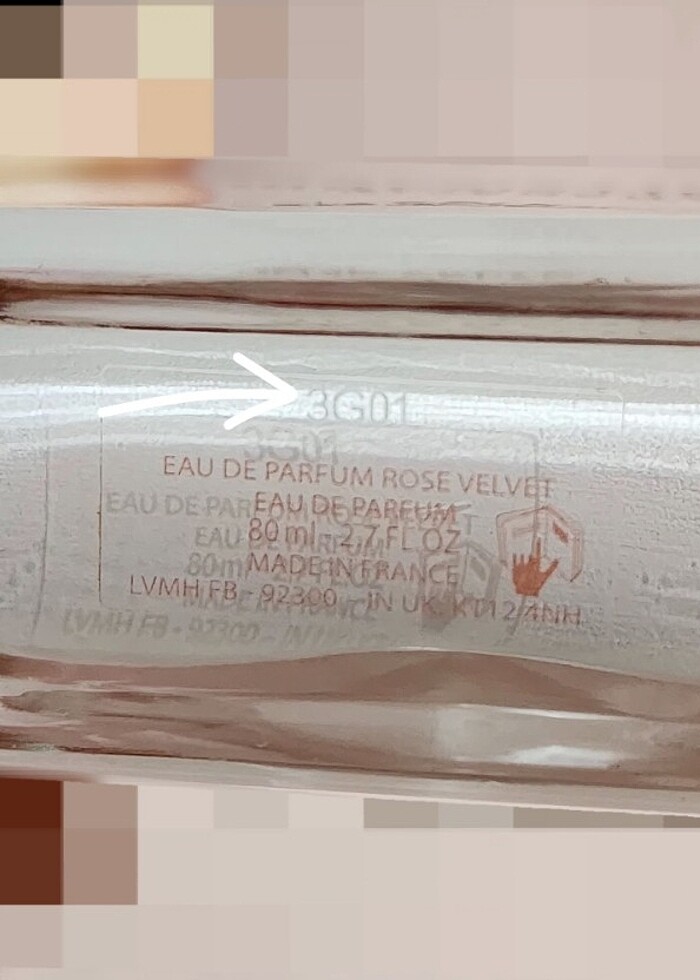 3G01
EAU DE PARFUM ROSE VELVET
EAU DE PARFUM
80 ml - 2,7 FL OZ
MADE IN FRANCE
LVMH FB - 92300 - IN UK: KT12 4NH